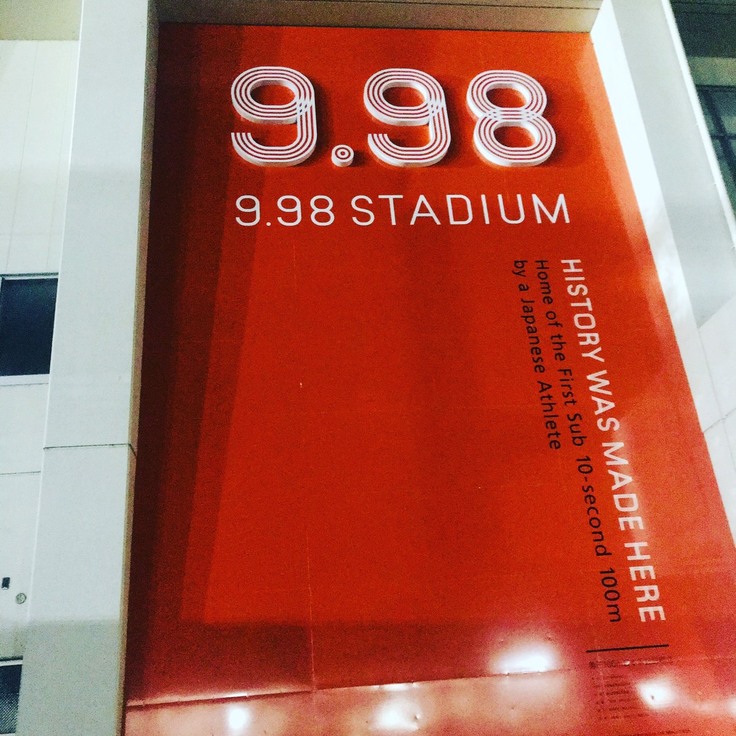 9.98
9.98 STADIUM
HISTORY WAS MADE HERE
Home of the First Sub 10-second 100m
by a Japanese Athlete